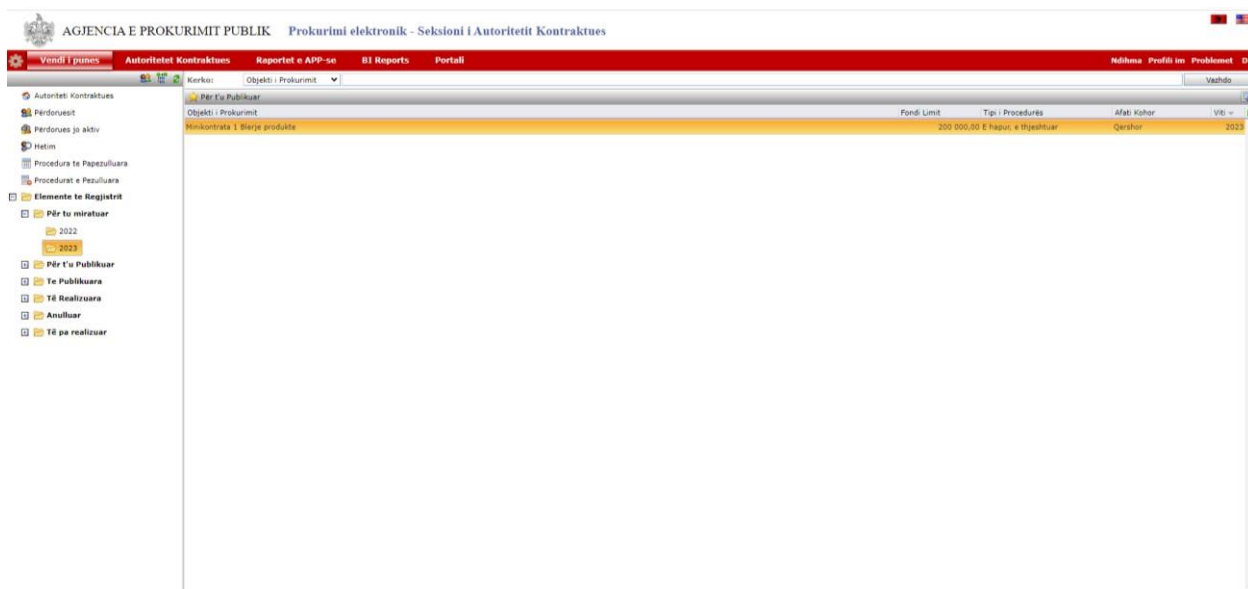 AGJENCIA E PROKURIMIT PUBLIK Prokurimi elektronik - Seksioni i Autoritetit Kontraktues
Vendi i punes Autoritetet Kontraktues Raportet e APP-se BI Reports Portali Ndihma Profili im Problemet D
Kerko: Objekti i Prokurimit Vazhdo
Autoriteti Kontraktues
Përdoruesit
Përdorues jo aktiv
Hetim
Procedura te Papezulluara
Procedurat e Pezulluara
Elemente te Regjistrit
Për tu miratuar
2022
2023
Për t'u Publikuar
Te Publikuara
Të Realizuara
Anulluar
Të pa realizuar
Për t'u Publikuar
Objekti i Prokurimit Fondi Limit Tipi i Procedurës Afati Kohor Viti
Minikontrata 1 Blerje produkte 200 000,00 E hapur, e thjeshtuar Qershor 2023